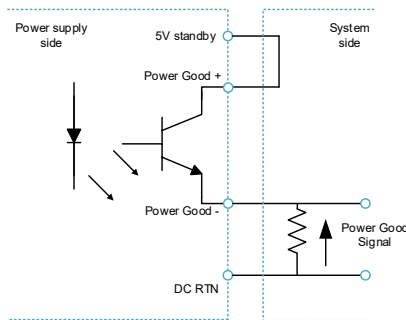 Power supply
side
5V standby
System
side
Power Good +
Power Good -
Power Good
Signal
DC RTN